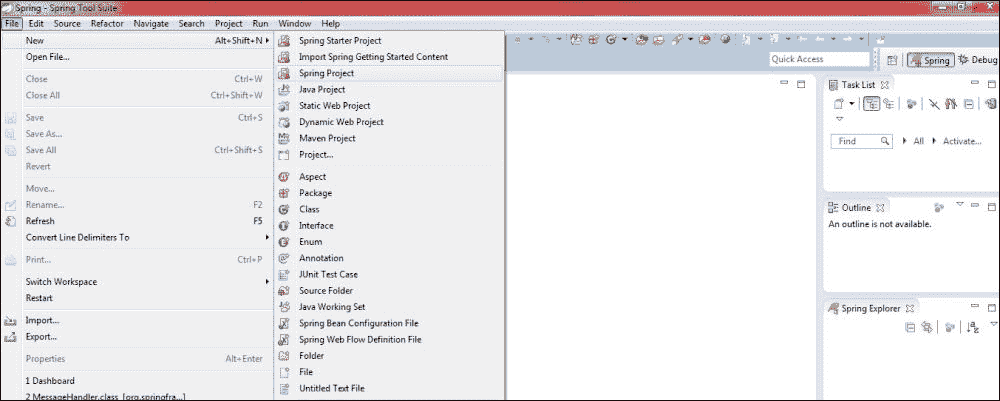 Spring - Spring Tool Suite
File Edit Source Refactor Navigate Search Project Run Window Help
New Alt+Shift+N
Open File...
Close Ctrl+W
Close All Ctrl+Shift+W
Save Ctrl+S
Save As...
Save All Ctrl+Shift+S
Revert
Move...
Rename... F2
Refresh F5
Convert Line Delimiters To
Print... Ctrl+P
Switch Workspace
Restart
Import...
Export...
Properties Alt+Enter
1 Dashboard
2 MessageHandler.class [org.springfra...]
Spring Starter Project
Import Spring Getting Started Content
Spring Project
Java Project
Static Web Project
Dynamic Web Project
Maven Project
Project...
Aspect
Package
Class
Interface
Enum
Annotation
JUnit Test Case
Source Folder
Java Working Set
Spring Bean Configuration File
Spring Web Flow Definition File
Folder
File
Untitled Text File
Quick Access
Spring Debug
Task List
Find All Activate...
Outline
An outline is not available.
Spring Explorer